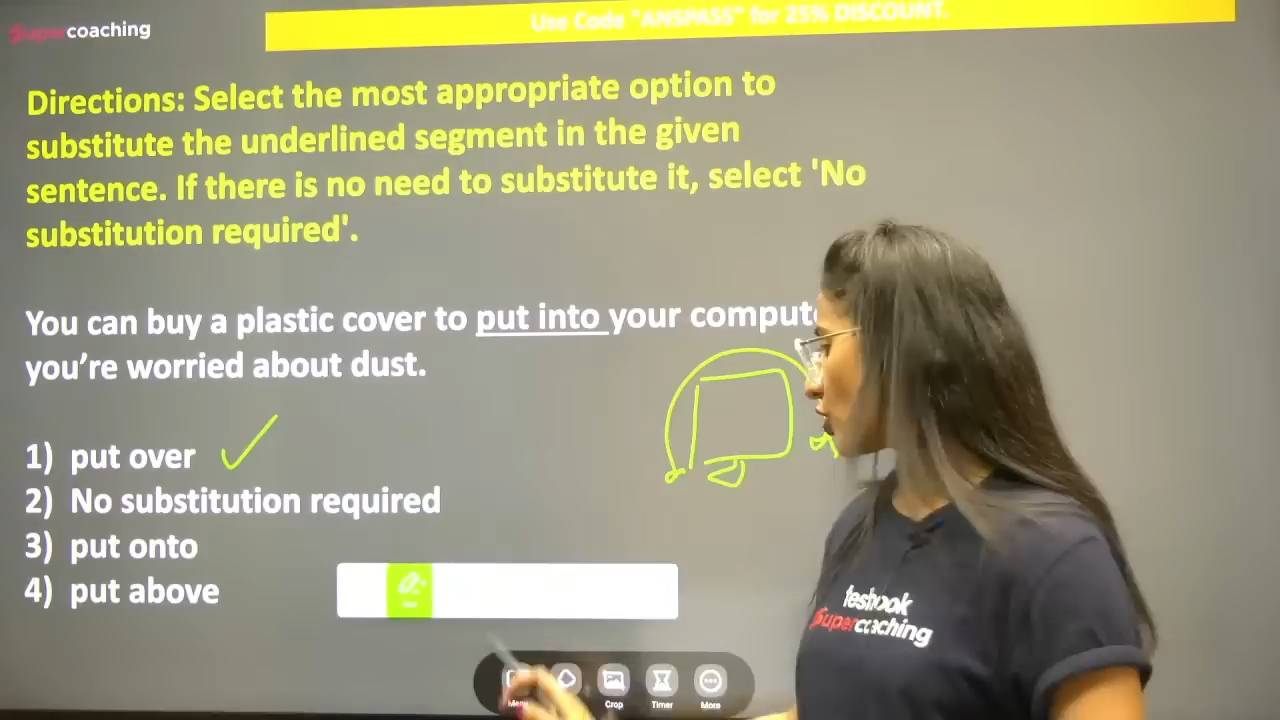 Supercoaching
Use Code "ANSPASS" for 25% DISCOUNT.
Directions: Select the most appropriate option to
substitute the underlined segment in the given
sentence. If there is no need to substitute it, select 'No
substitution required'.
You can buy a plastic cover to put into your
you’re worried about dust.
1) put over
2) No substitution required
3) put onto
4) put above
Menu
Crop
Timer
More
testbook
Supercoaching